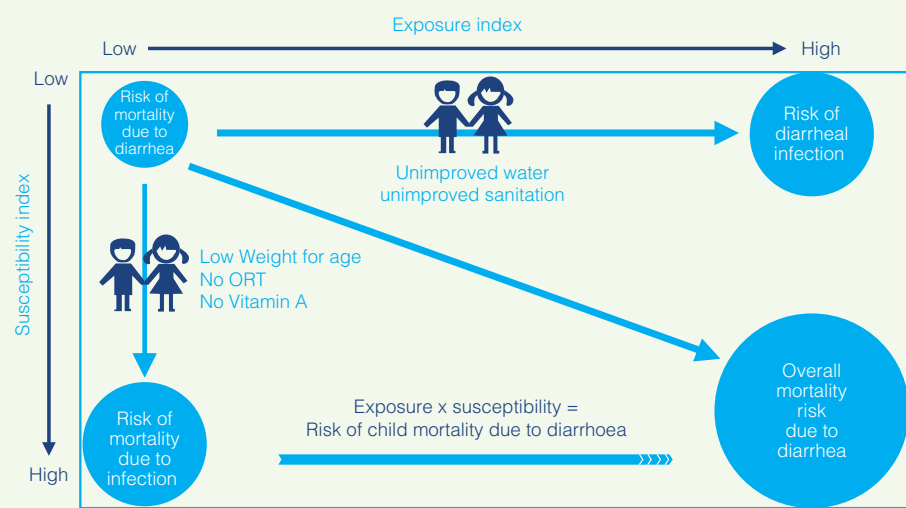 Exposure index
Low
High
Low
Susceptibility index
High
Risk of
mortality
due to
diarrhea
Unimproved water
unimproved sanitation
Risk of
diarrheal
infection
Low Weight for age
No ORT
No Vitamin A
Risk of
mortality
due to
infection
Exposure x susceptibility =
Risk of child mortality due to diarrhoea
Overall
mortality
risk
due to
diarrhea